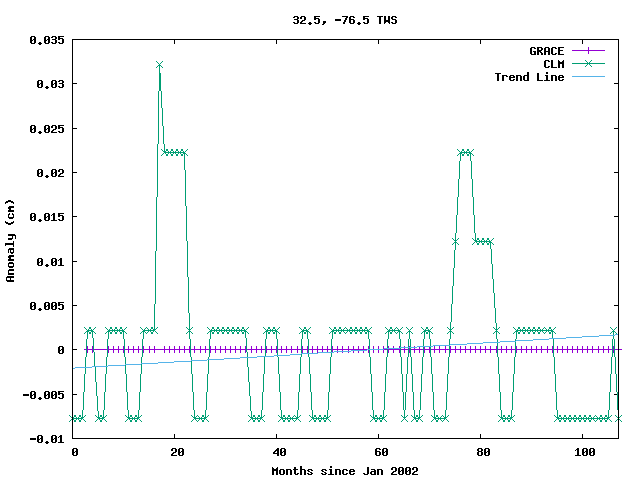 32.5, -76.5 TWS
GRACE
CLM
Trend Line
0.035
0.03
0.025
0.02
0.015
0.01
0.005
0
-0.005
-0.01
Anomaly (cm)
0 20 40 60 80 100
Months since Jan 2002